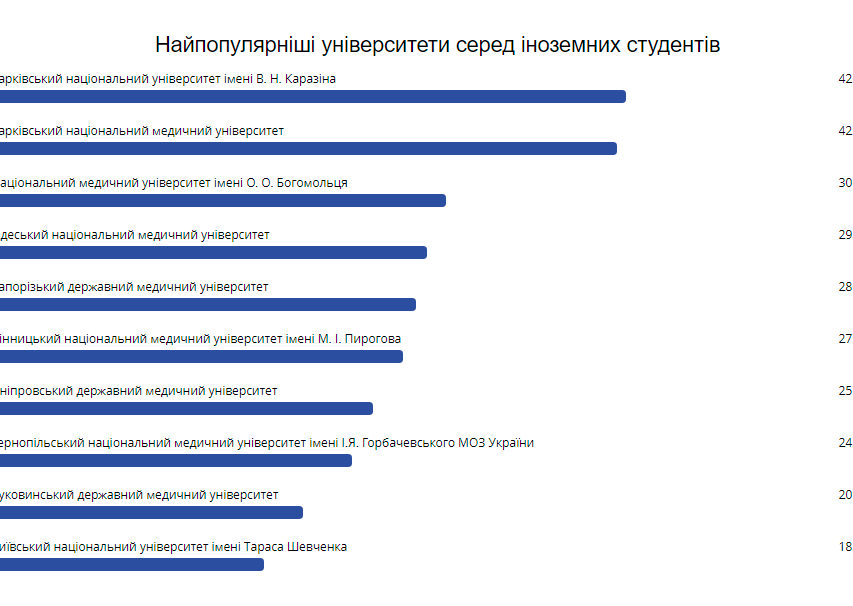 Найпопулярніші університети серед іноземних студентів
арківський національний університет імені В. Н. Каразіна 42
арківський національний медичний університет 42
аціональний медичний університет імені О. О. Богомольця 30
деський національний медичний університет 29
апорізький державний медичний університет 28
інницький національний медичний університет імені М. І. Пирогова 27
ніпровський державний медичний університет 25
ернопільський національний медичний університет імені І.Я. Горбачевського МОЗ України 24
уковинський державний медичний університет 20
иївський національний університет імені Тараса Шевченка 18